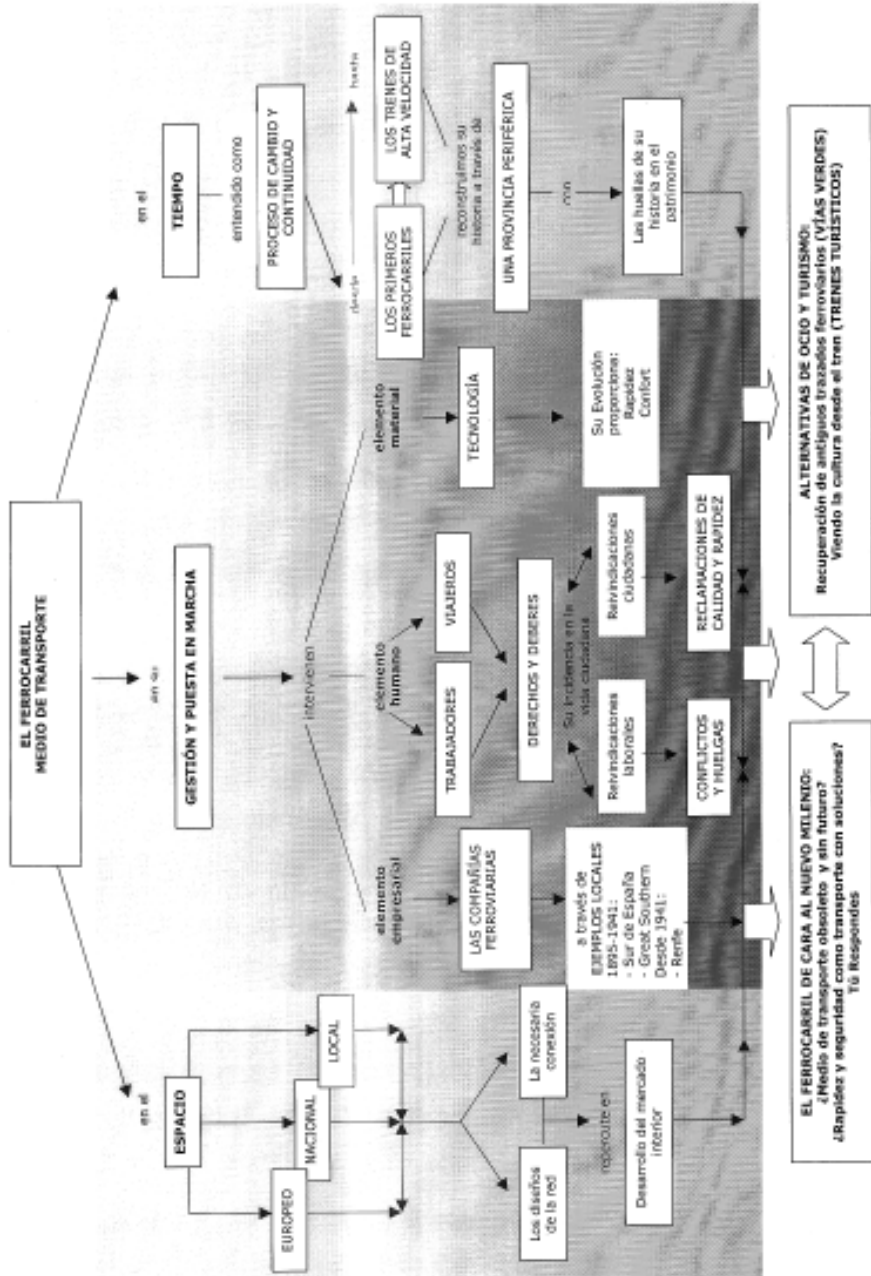 EL FERROCARRIL
MEDIO DE TRANSPORTE
en el
ESPACIO
EUROPEO
NACIONAL
LOCAL
Los diseños
de la red
La necesaria
conexión
repercute en
Desarrollo del mercado
interior
en su
GESTIÓN Y PUESTA EN MARCHA
intervienen
elemento
empresarial
LAS COMPAÑÍAS
FERROVIARIAS
a través de
EJEMPLOS LOCALES
1895-1941:
- Sur de España
- Great Southern
Desde 1941:
- Renfe
elemento
humano
TRABAJADORES
VIAJEROS
DERECHOS Y DEBERES
Su incidencia en la
vida ciudadana
Reivindicaciones
laborales
Reivindicaciones
ciudadanas
CONFLICTOS
Y HUELGAS
RECLAMACIONES DE
CALIDAD Y RAPIDEZ
elemento
material
TECNOLOGÍA
Su Evolución
proporciona:
Rapidez
Confort
en el
TIEMPO
entendido como
PROCESO DE CAMBIO Y
CONTINUIDAD
desde
hasta
LOS PRIMEROS
FERROCARRILES
LOS TRENES DE
ALTA VELOCIDAD
reconstruimos su
historia a través de
UNA PROVINCIA PERIFÉRICA
con
Las huellas de su
historia en el
patrimonio
EL FERROCARRIL DE CARA AL NUEVO MILENIO:
¿Medio de transporte obsoleto y sin futuro?
¿Rapidez y seguridad como transporte con soluciones?
Tú Respondes
ALTERNATIVAS DE OCIO Y TURISMO:
Recuperación de antiguos trazados ferroviarios (VÍAS VERDES)
Viendo la cultura desde el tren (TRENES TURÍSTICOS)